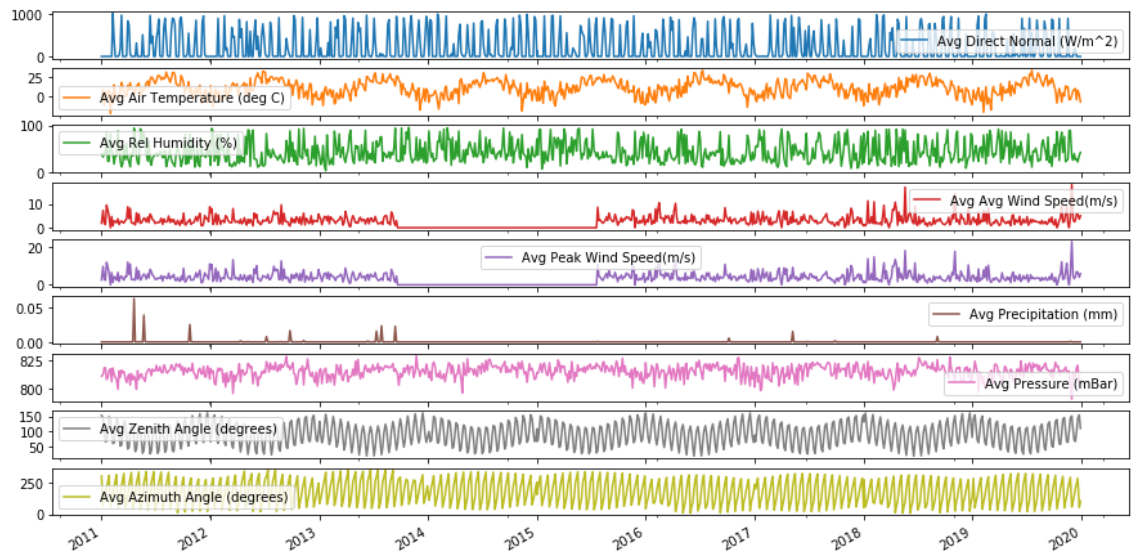 1000
0
Avg Direct Normal (W/m^2)
25
0
Avg Air Temperature (deg C)
100
0
Avg Rel Humidity (%)
10
0
Avg Avg Wind Speed(m/s)
20
0
Avg Peak Wind Speed(m/s)
0.05
0.00
Avg Precipitation (mm)
825
800
Avg Pressure (mBar)
150
100
50
Avg Zenith Angle (degrees)
250
0
Avg Azimuth Angle (degrees)
2011 2012 2013 2014 2015 2016 2017 2018 2019 2020